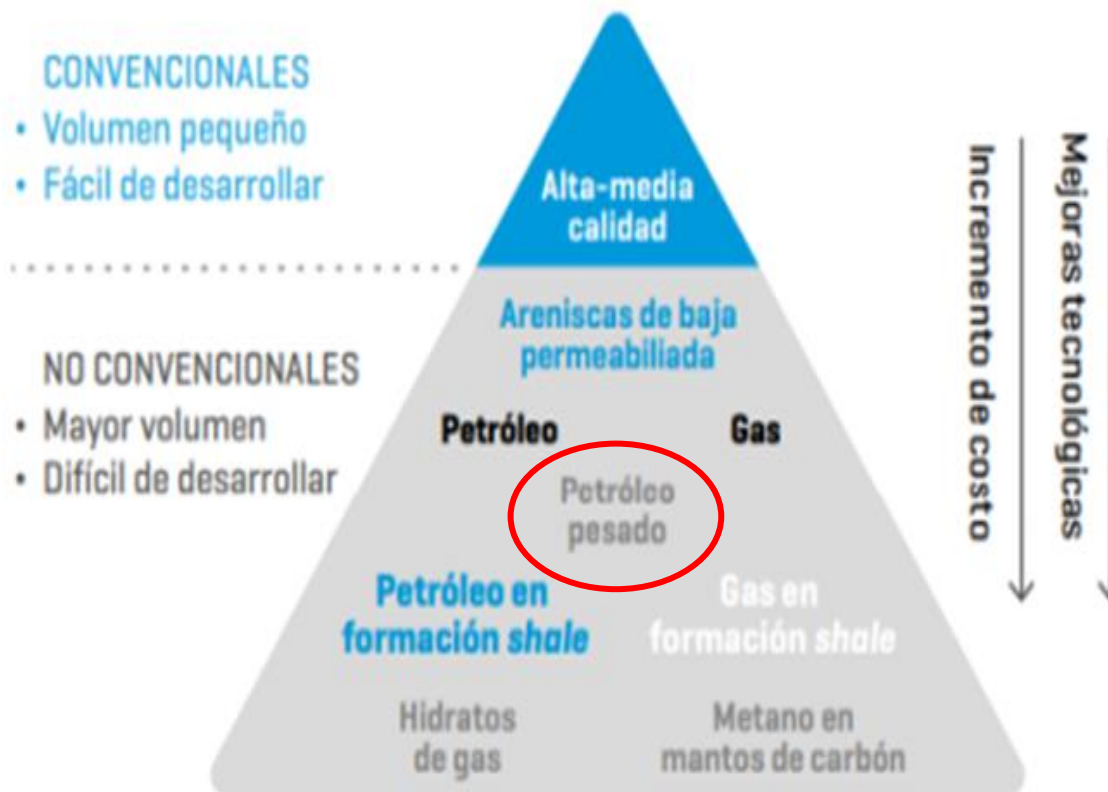 CONVENCIONALES
• Volumen pequeño
• Fácil de desarrollar
Alta-media
calidad
Areniscas de baja
permeabiliada
NO CONVENCIONALES
• Mayor volumen
• Difícil de desarrollar
Petróleo
Gas
Petróleo
pesado
Petróleo en
formación shale
Gas en
formación shale
Hidratos
de gas
Metano en
mantos de carbón
Incremento de costo
Mejoras tecnológicas